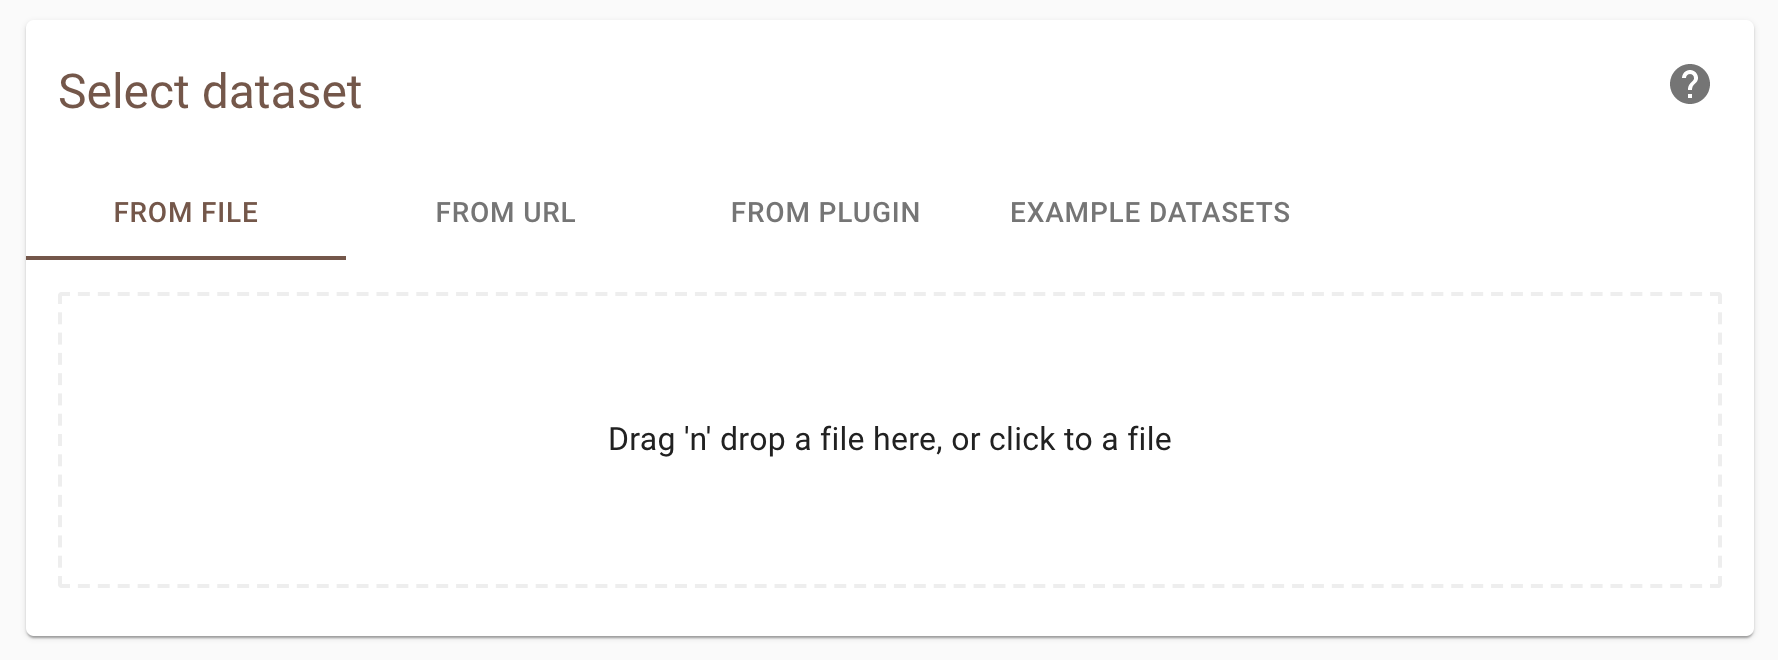 Select dataset
?
FROM FILE
FROM URL
FROM PLUGIN
EXAMPLE DATASETS
Drag 'n' drop a file here, or click to a file